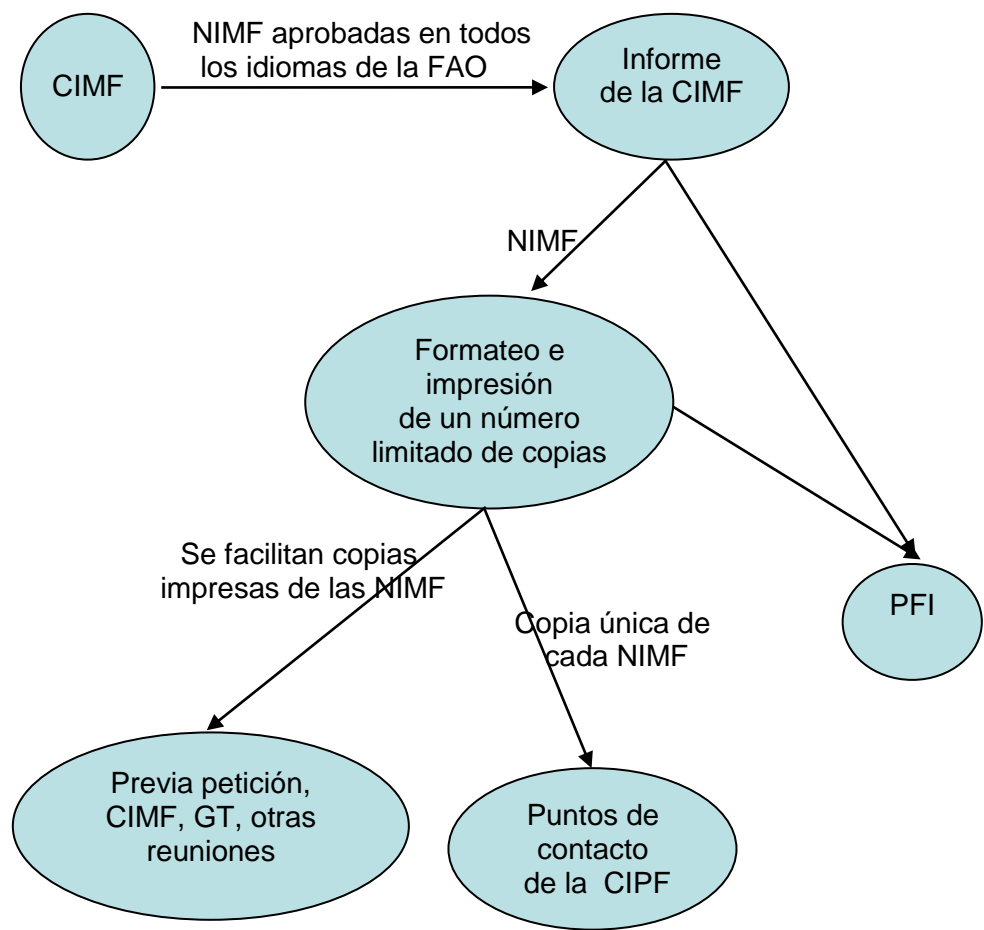 NIMF aprobadas en todos
los idiomas de la FAO
CIMF
Informe
de la CIMF
NIMF
Formateo e
impresión
de un número
limitado de copias
Se facilitan copias
impresas de las NIMF
Copia única de
cada NIMF
PFI
Previa petición,
CIMF, GT, otras
reuniones
Puntos de
contacto
de la CIPF